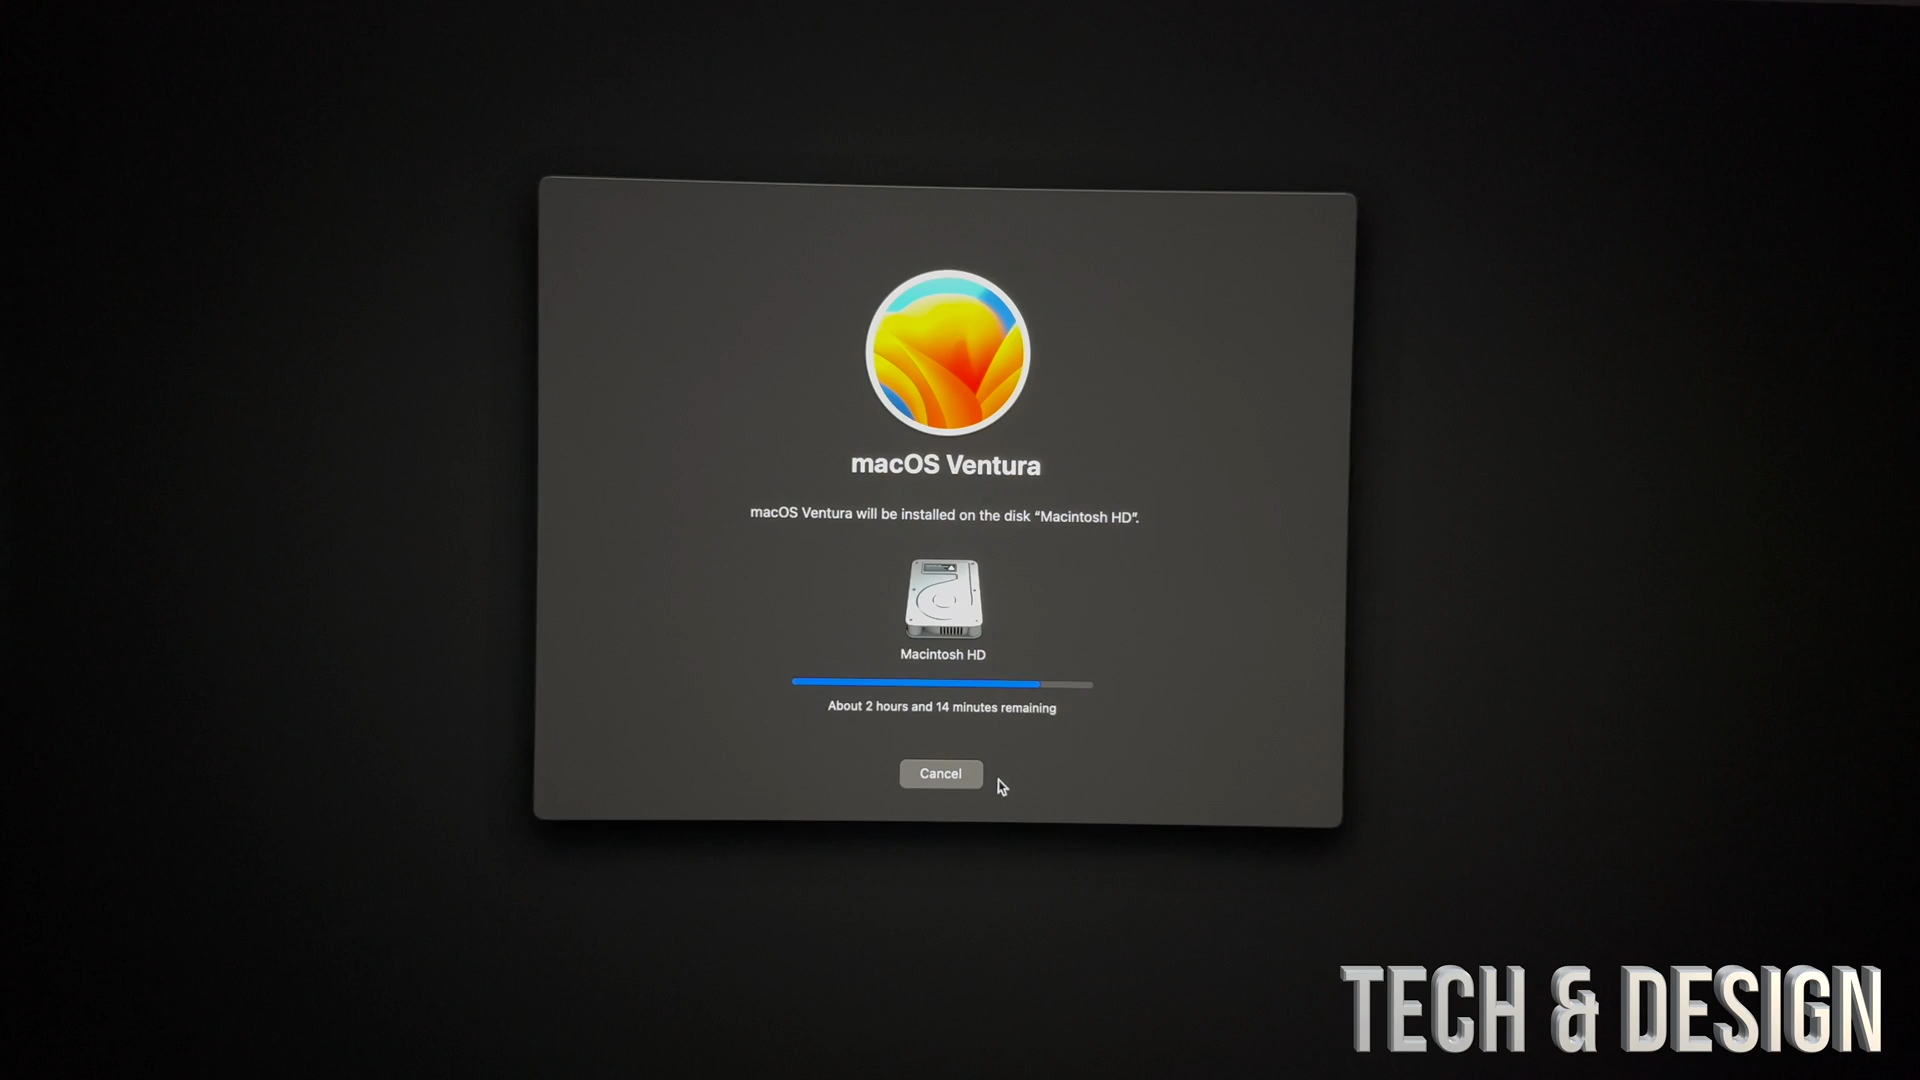 macOS Ventura
macOS Ventura will be installed on the disk “Macintosh HD”.
Macintosh HD
About 2 hours and 14 minutes remaining
Cancel
TECH & DESIGN